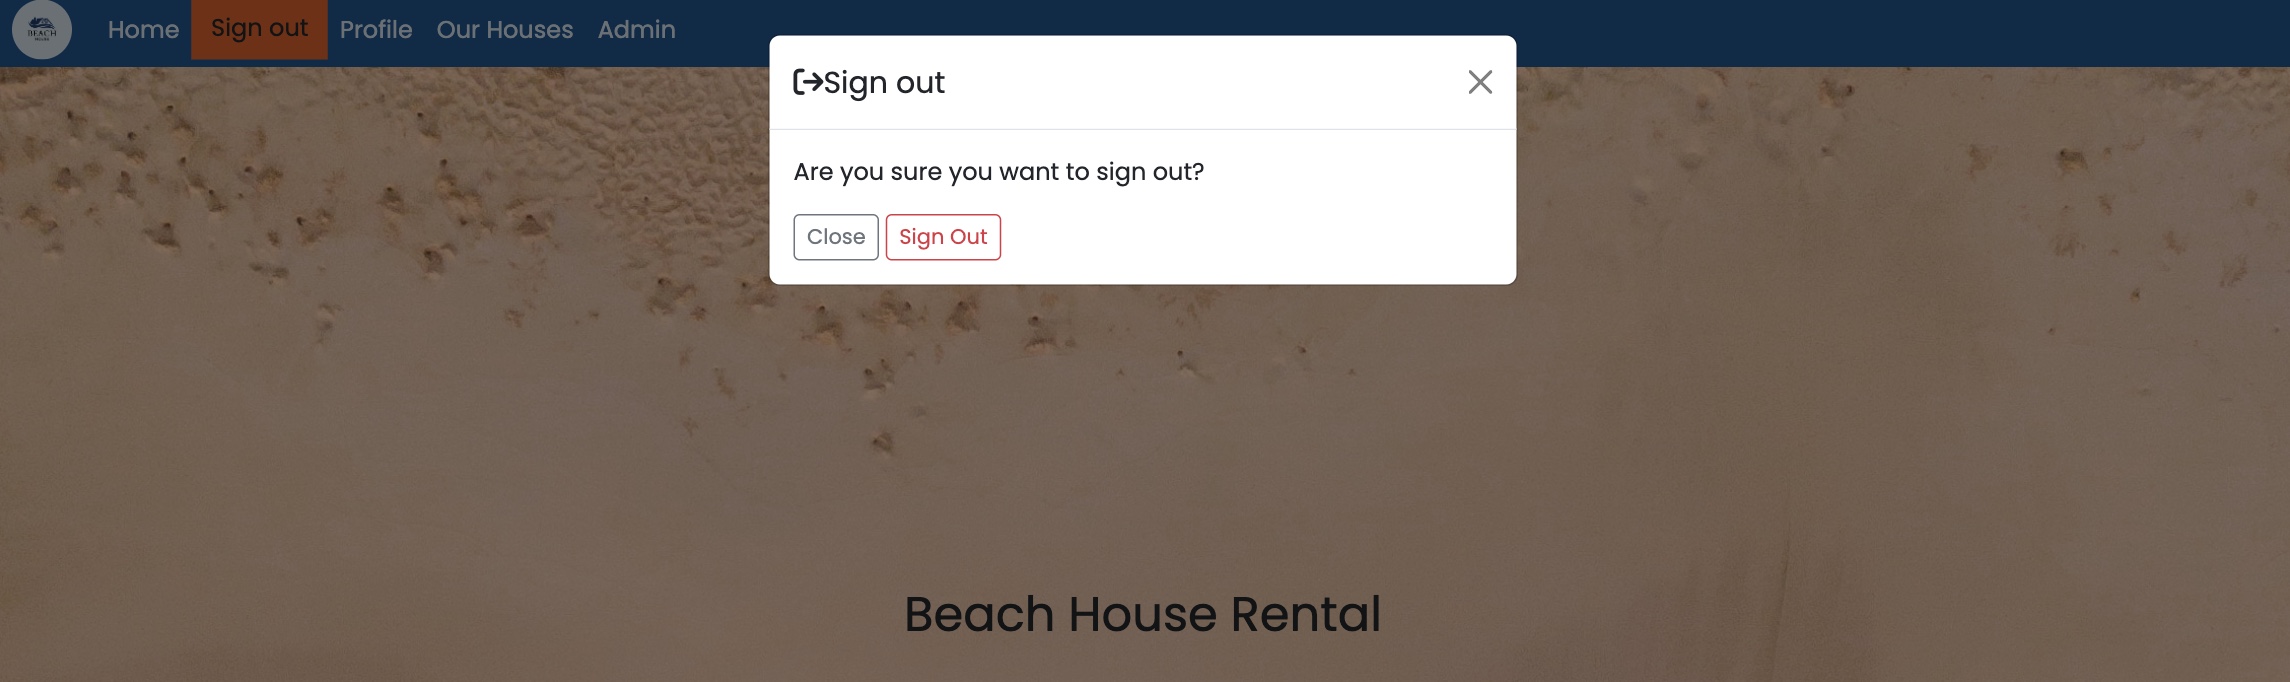 BEACH
Home
Sign out
Profile
Our Houses
Admin
Sign out
Are you sure you want to sign out?
Close
Sign Out
Beach House Rental